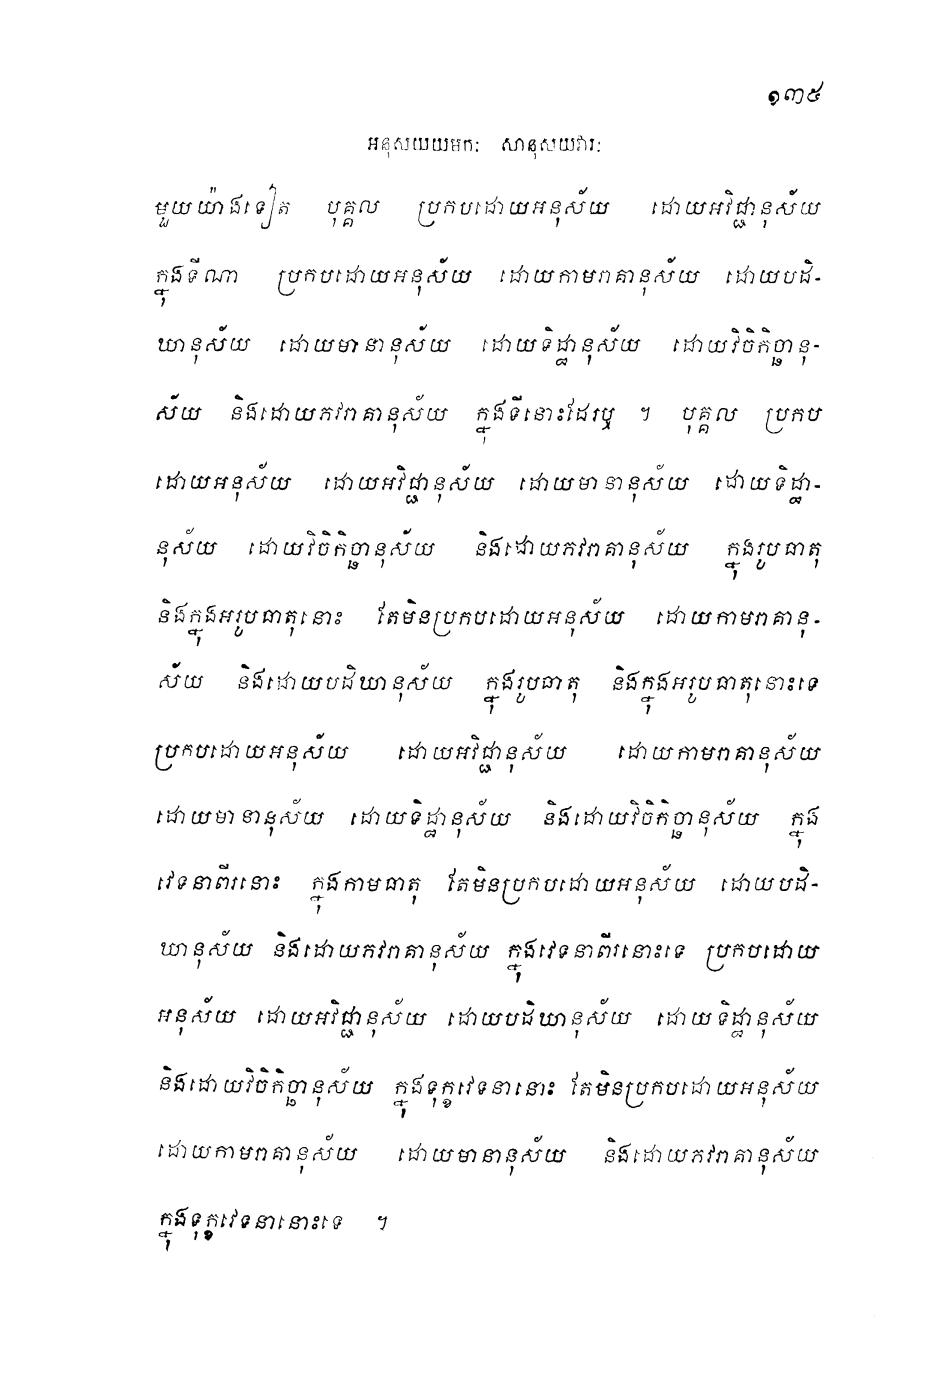 ១៣៥
អនុសយយមកៈ សានុសយវារៈ
មួយយ៉ាងទៀត បុគ្គល ប្រកបដោយអនុស័យ ដោយអវិជ្ជានុស័យ
ក្នុងទីណា ប្រកបដោយអនុស័យ ដោយកាមរាគានុស័យ ដោយបដិ-
ឃានុស័យ ដោយមានានុស័យ ដោយទិដ្ឋានុស័យ ដោយវិចិកិច្ឆានុ-
ស័យ និងដោយភវរាគានុស័យ ក្នុងទីនោះដែរឬ ។ បុគ្គល ប្រកប
ដោយអនុស័យ ដោយអវិជ្ជានុស័យ ដោយមានានុស័យ ដោយទិដ្ឋា-
នុស័យ ដោយវិចិកិច្ឆានុស័យ និងដោយភវរាគានុស័យ ក្នុងរូបធាតុ
និងក្នុងអរូបធាតុនោះ តែមិនប្រកបដោយអនុស័យ ដោយកាមរាគានុ-
ស័យ និងដោយបដិឃានុស័យ ក្នុងរូបធាតុ និងក្នុងអរូបធាតុនោះទេ
ប្រកបដោយអនុស័យ ដោយអវិជ្ជានុស័យ ដោយកាមរាគានុស័យ
ដោយមានានុស័យ ដោយទិដ្ឋានុស័យ និងដោយវិចិកិច្ឆានុស័យ ក្នុង
វេទនាពីរនោះ ក្នុងកាមធាតុ តែមិនប្រកបដោយអនុស័យ ដោយបដិ-
ឃានុស័យ និងដោយភវរាគានុស័យ ក្នុងវេទនាពីរនោះទេ ប្រកបដោយ
អនុស័យ ដោយអវិជ្ជានុស័យ ដោយបដិឃានុស័យ ដោយទិដ្ឋានុស័យ
និងដោយវិចិកិច្ឆានុស័យ ក្នុងទុក្ខវេទនានោះ តែមិនប្រកបដោយអនុស័យ
ដោយកាមរាគានុស័យ ដោយមានានុស័យ និងដោយភវរាគានុស័យ
ក្នុងទុក្ខវេទនានោះទេ ។